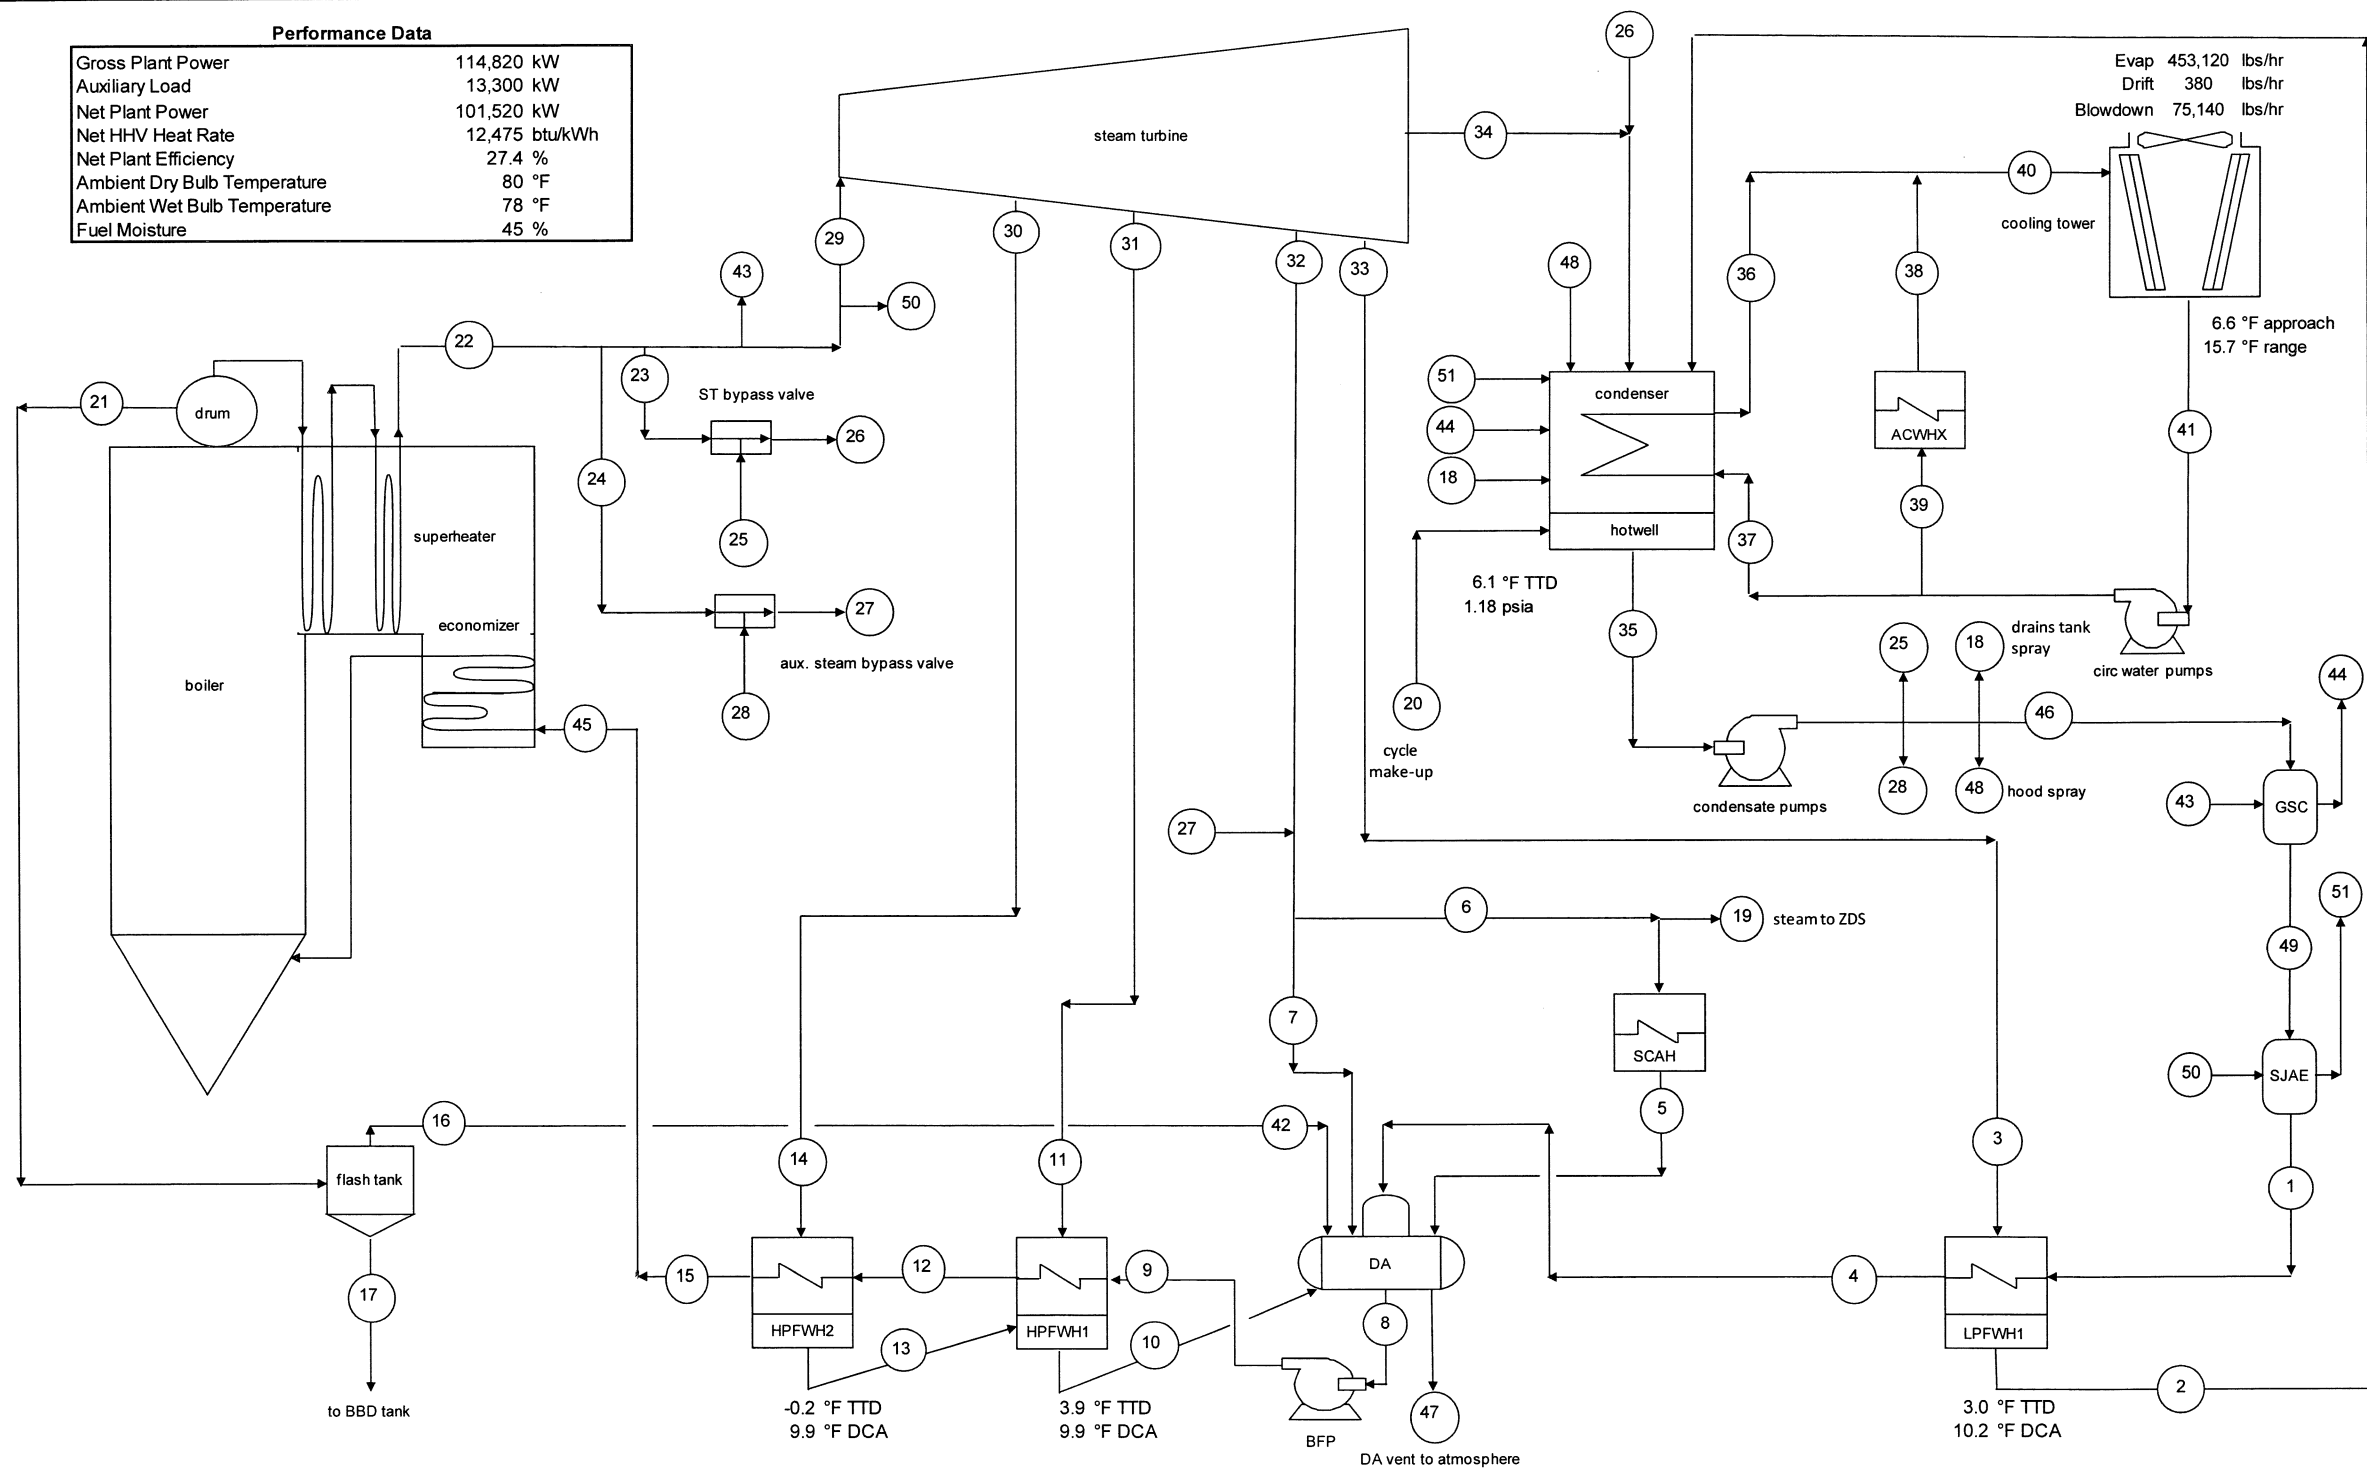 Performance Data
Gross Plant Power 114,820 kW
Auxiliary Load 13,300 kW
Net Plant Power 101,520 kW
Net HHV Heat Rate 12,475 btu/kWh
Net Plant Efficiency 27.4 %
Ambient Dry Bulb Temperature 80 °F
Ambient Wet Bulb Temperature 78 °F
Fuel Moisture 45 %
26
Evap 453,120 lbs/hr
Drift 380 lbs/hr
Blowdown 75,140 lbs/hr
steam turbine
34
40
cooling tower
29
30
31
32
33
43
50
48
36
38
6.6 °F approach
15.7 °F range
22
23
ST bypass valve
51
condenser
21
drum
26
44
ACWHX
41
24
18
superheater
25
hotwell
37
39
6.1 °F TTD
1.18 psia
economizer
27
35
25
18
drains tank
spray
aux. steam bypass valve
circ water pumps
boiler
28
20
44
45
46
cycle
make-up
condensate pumps
28
48
hood spray
43
GSC
27
6
19
steam to ZDS
51
49
7
SCAH
50
SJAE
5
16
42
14
11
3
flash tank
1
DA
15
12
9
4
17
HPFWH2
HPFWH1
LPFWH1
13
10
8
2
to BBD tank
-0.2 °F TTD
9.9 °F DCA
3.9 °F TTD
9.9 °F DCA
BFP
47
DA vent to atmosphere
3.0 °F TTD
10.2 °F DCA